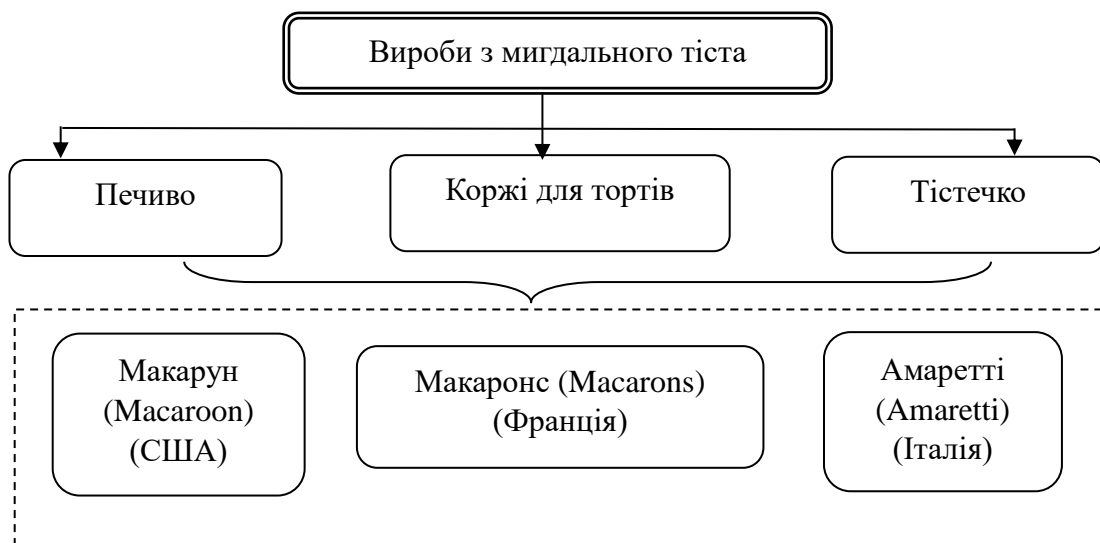 Вироби з мигдального тіста
Печиво
Коржі для тортів
Тістечко
Макарун
(Macaroon)
(США)
Макаронс (Macarons)
(Франція)
Амаретті
(Amaretti)
(Італія)